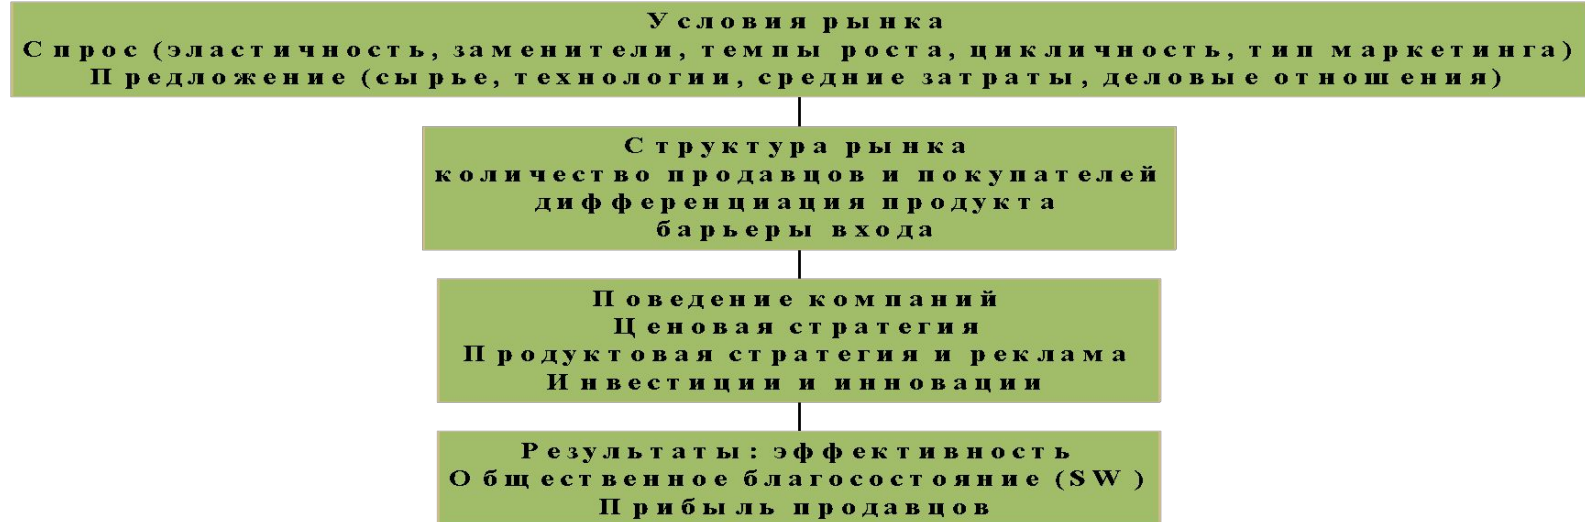 Условия рынка
Спрос (эластичность, заменители, темпы роста, цикличность, тип маркетинга)
Предложение (сырье, технологии, средние затраты, деловые отношения)
Структура рынка
количество продавцов и покупателей
дифференциация продукта
барьеры входа
Поведение компаний
Ценовая стратегия
Продуктовая стратегия и реклама
Инвестиции и инновации
Результаты: эффективность
Общественное благосостояние (SW)
Прибыль продавцов